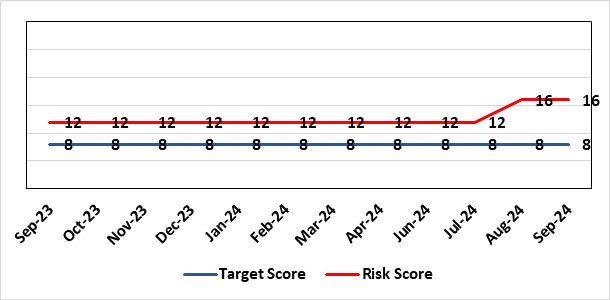 16 16
12 12 12 12 12 12 12 12 12 12
8 8 8 8 8 8 8 8 8 8 8 8
Sep-23 Oct-23 Nov-23 Dec-23 Jan-24 Feb-24 Mar-24 Apr-24 Jun-24 Jul-24 Aug-24 Sep-24
Target Score Risk Score